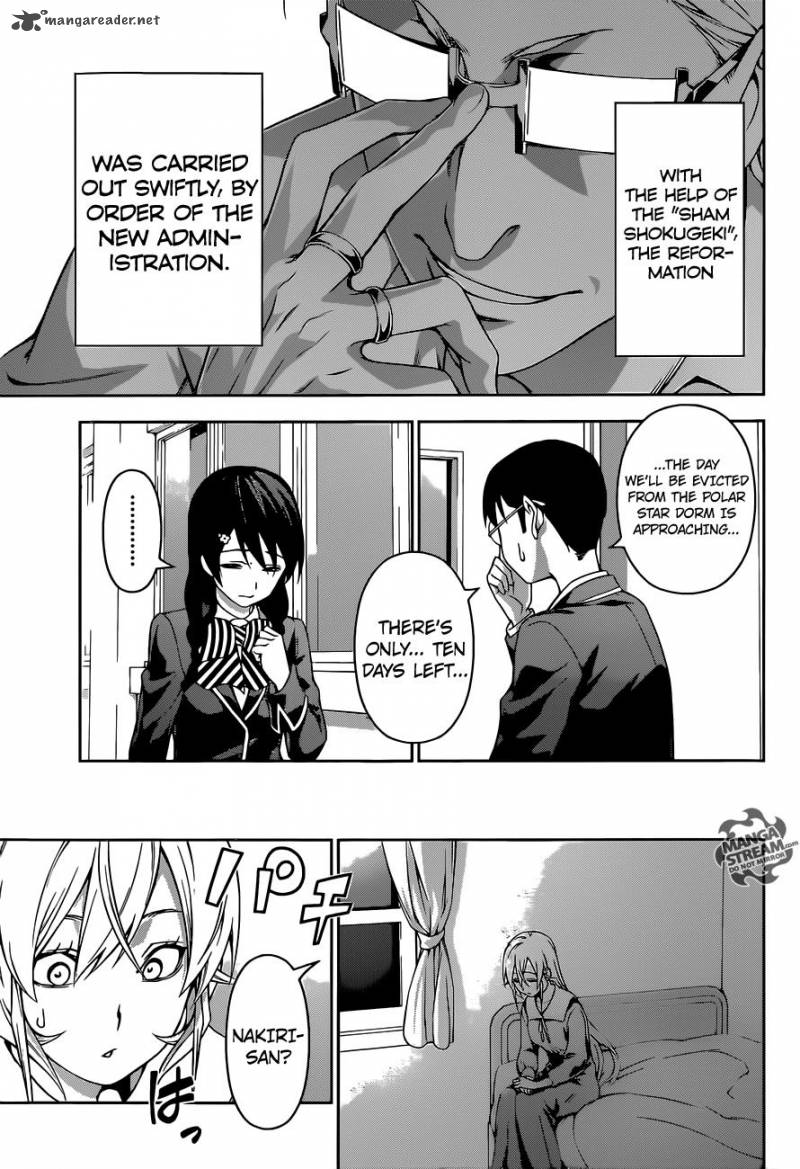 mangareader.net
WITH
THE HELP OF
THE "SHAM
SHOKUGEKI",
THE REFOR-
MATION
WAS CARRIED
OUT SWIFTLY, BY
ORDER OF THE
NEW ADMIN-
ISTRATION.
...THE DAY
WE'LL BE EVICTED
FROM THE POLAR
STAR DORM IS
APPROACHING...
THERE'S
ONLY... TEN
DAYS LEFT...
.........
MANGA
STREAM.com
DO NOT MIRROR
パチ
NAKIRI-
SAN?
はっ